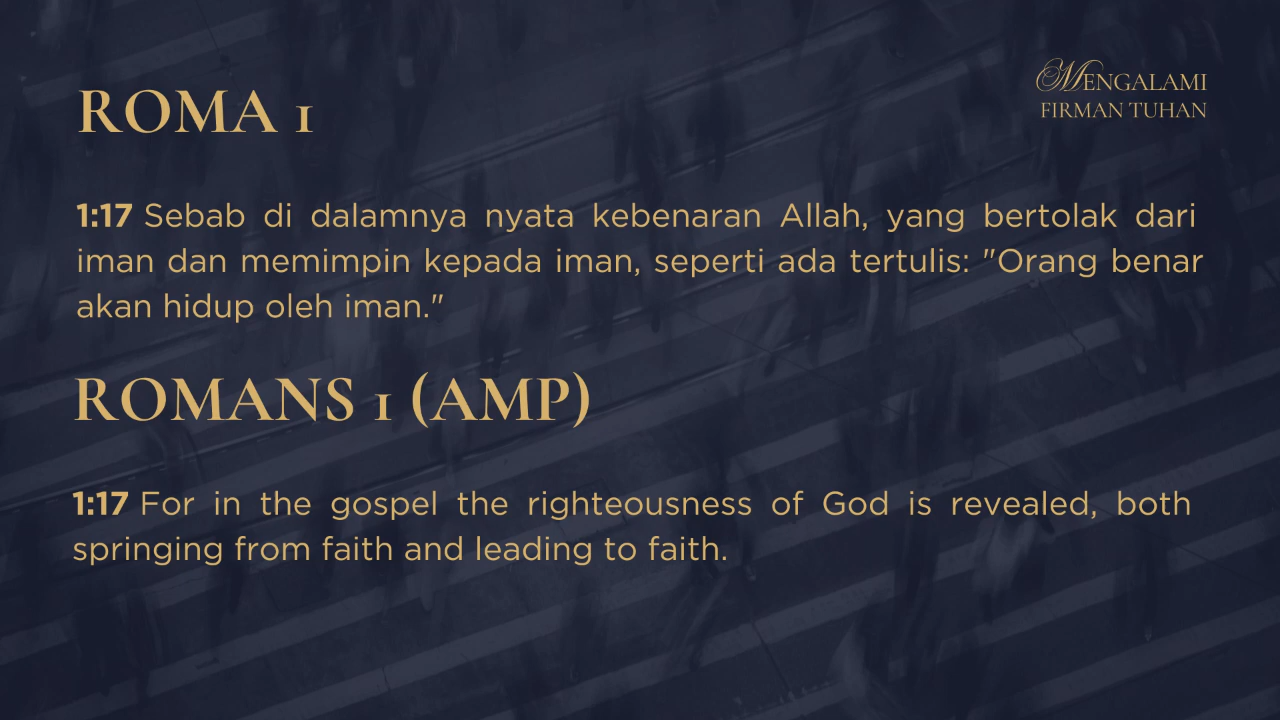 ROMA 1
MENGALAMI
FIRMAN TUHAN
1:17 Sebab di dalamnya nyata kebenaran Allah, yang bertolak dari
iman dan memimpin kepada iman, seperti ada tertulis: "Orang benar
akan hidup oleh iman."
ROMANS 1 (AMP)
1:17 For in the gospel the righteousness of God is revealed, both
springing from faith and leading to faith.